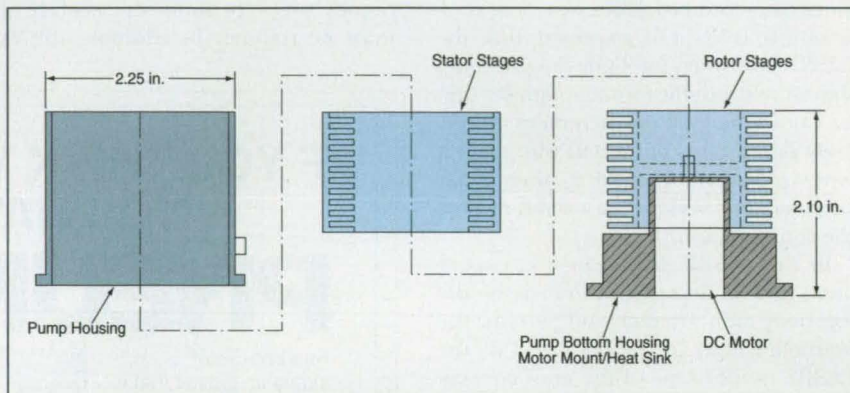 2.25 in.
Stator Stages
Rotor Stages
2.10 in.
Pump Housing
Pump Bottom Housing
Motor Mount/Heat Sink
DC Motor